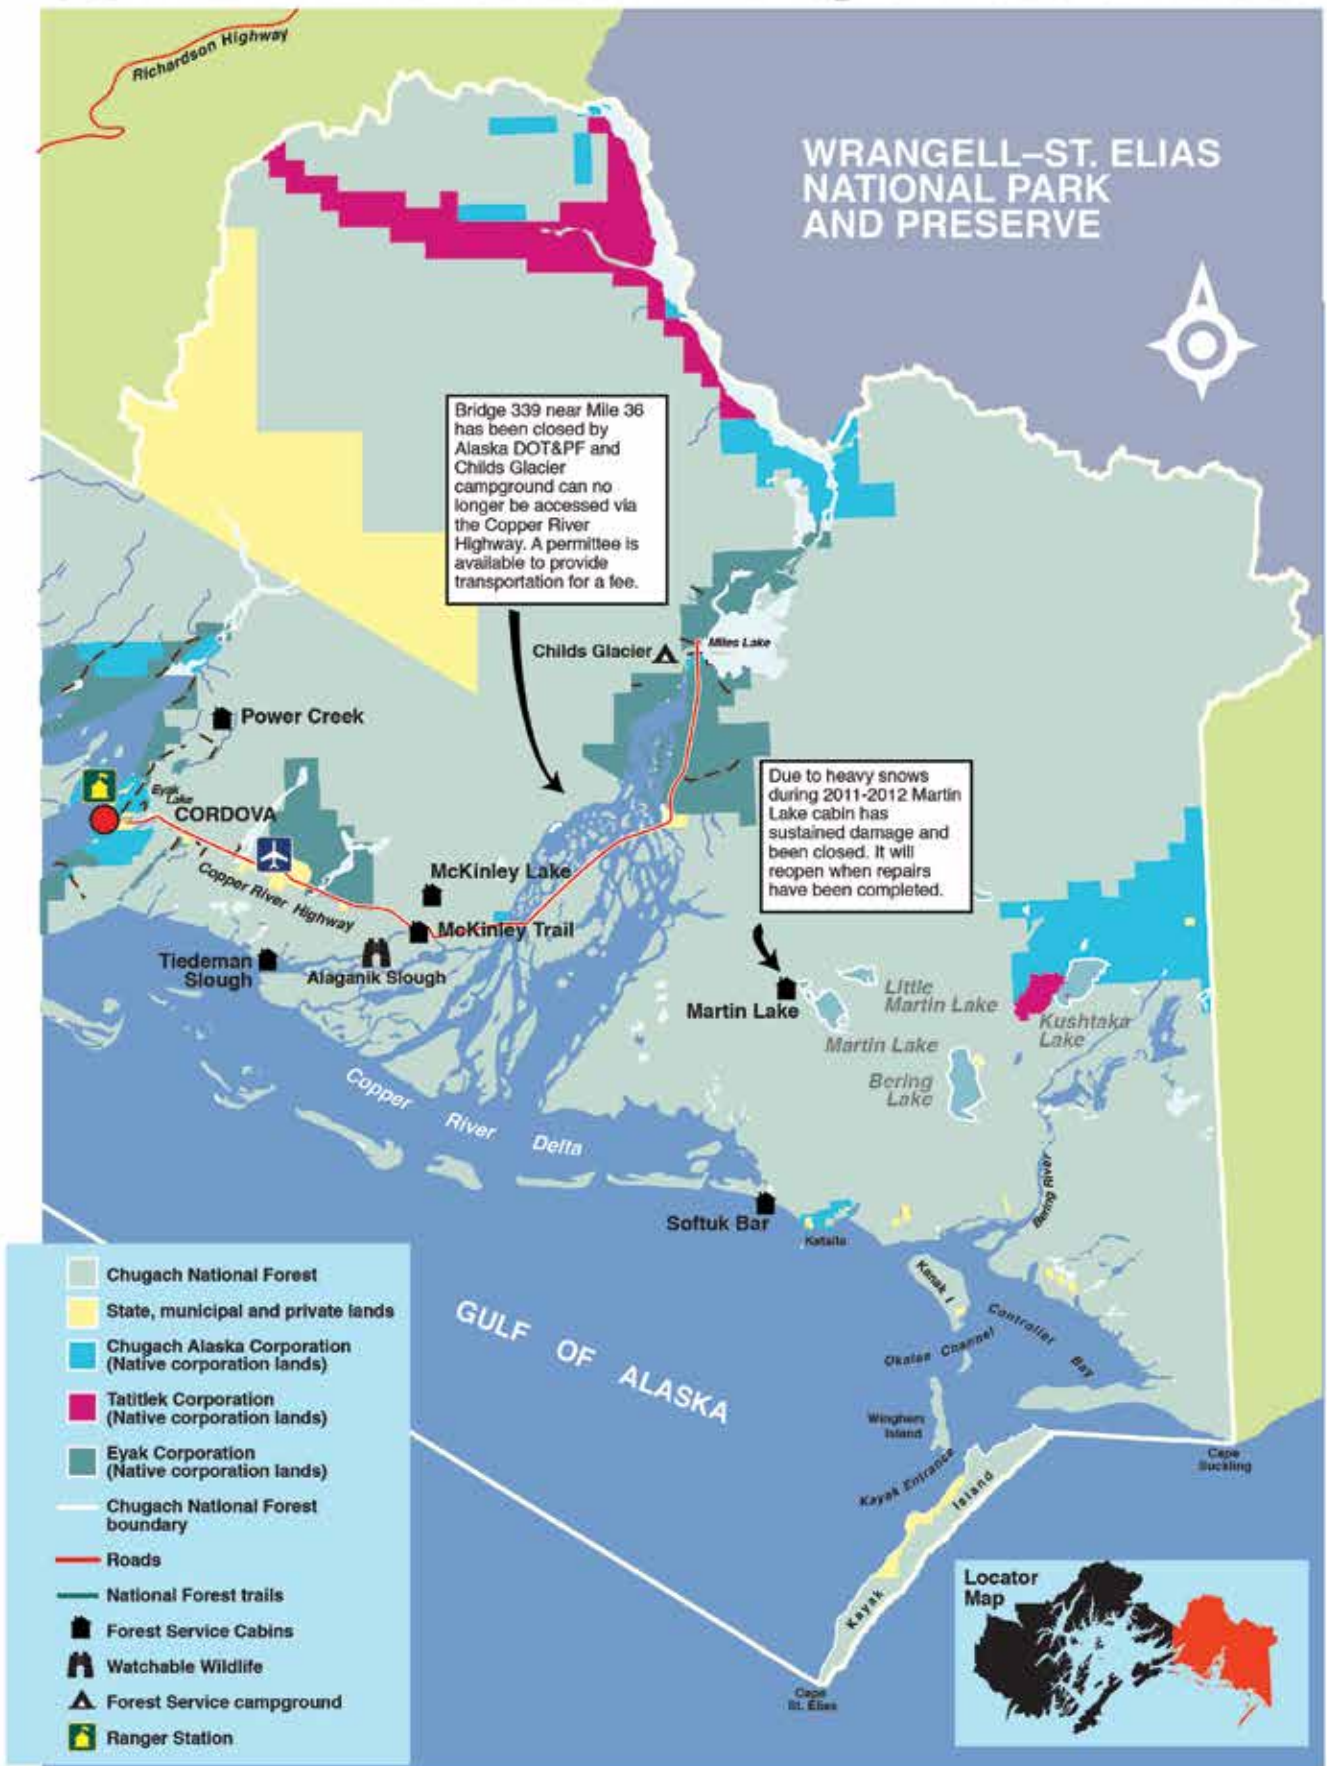 Richardson Highway
WRANGELL–ST. ELIAS
NATIONAL PARK
AND PRESERVE
Bridge 339 near Mile 36
has been closed by
Alaska DOT&PF and
Childs Glacier
campground can no
longer be accessed via
the Copper River
Highway. A permittee is
available to provide
transportation for a fee.
Childs Glacier
Miles Lake
Power Creek
Eyak
Lake
CORDOVA
Copper River Highway
McKinley Lake
McKinley Trail
Tiedeman
Slough
Alaganik Slough
Due to heavy snows
during 2011-2012 Martin
Lake cabin has
sustained damage and
been closed. It will
reopen when repairs
have been completed.
Martin Lake
Little
Martin Lake
Martin Lake
Bering
Lake
Kushtaka
Lake
Bering River
Copper River Delta
Softuk Bar
Katalla
Kanak I
Controller Bay
Okalee Channel
Wingham
Island
Kayak Entrance
Kayak Island
Cape
Suckling
Cape
St. Elias
GULF OF ALASKA
Chugach National Forest
State, municipal and private lands
Chugach Alaska Corporation
(Native corporation lands)
Tatitlek Corporation
(Native corporation lands)
Eyak Corporation
(Native corporation lands)
Chugach National Forest
boundary
Roads
National Forest trails
Forest Service Cabins
Watchable Wildlife
Forest Service campground
Ranger Station
Locator
Map